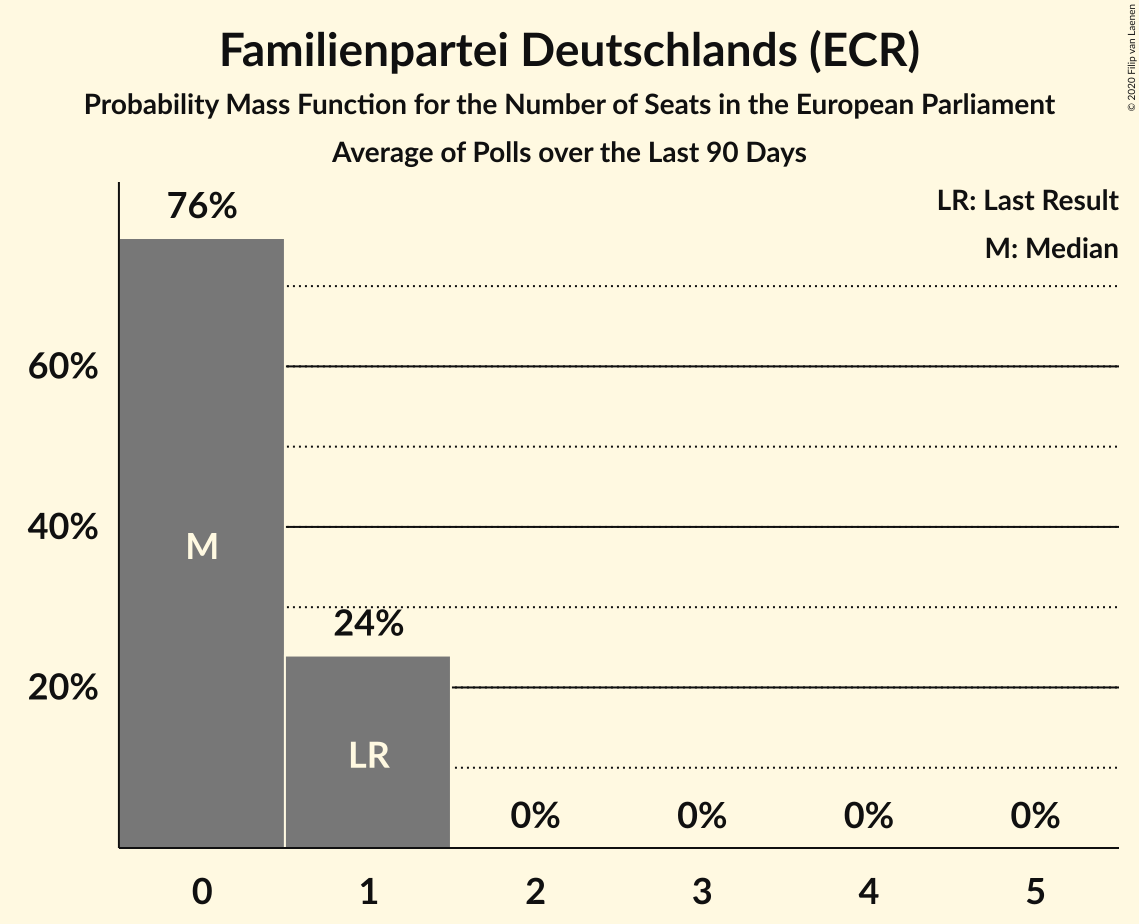 Familienpartei Deutschlands (ECR)
Probability Mass Function for the Number of Seats in the European Parliament
Average of Polls over the Last 90 Days
© 2020 Filip van Laenen
LR: Last Result
M: Median
76%
60%
40%
20%
M
24%
LR
0% 0% 0% 0%
0 1 2 3 4 5